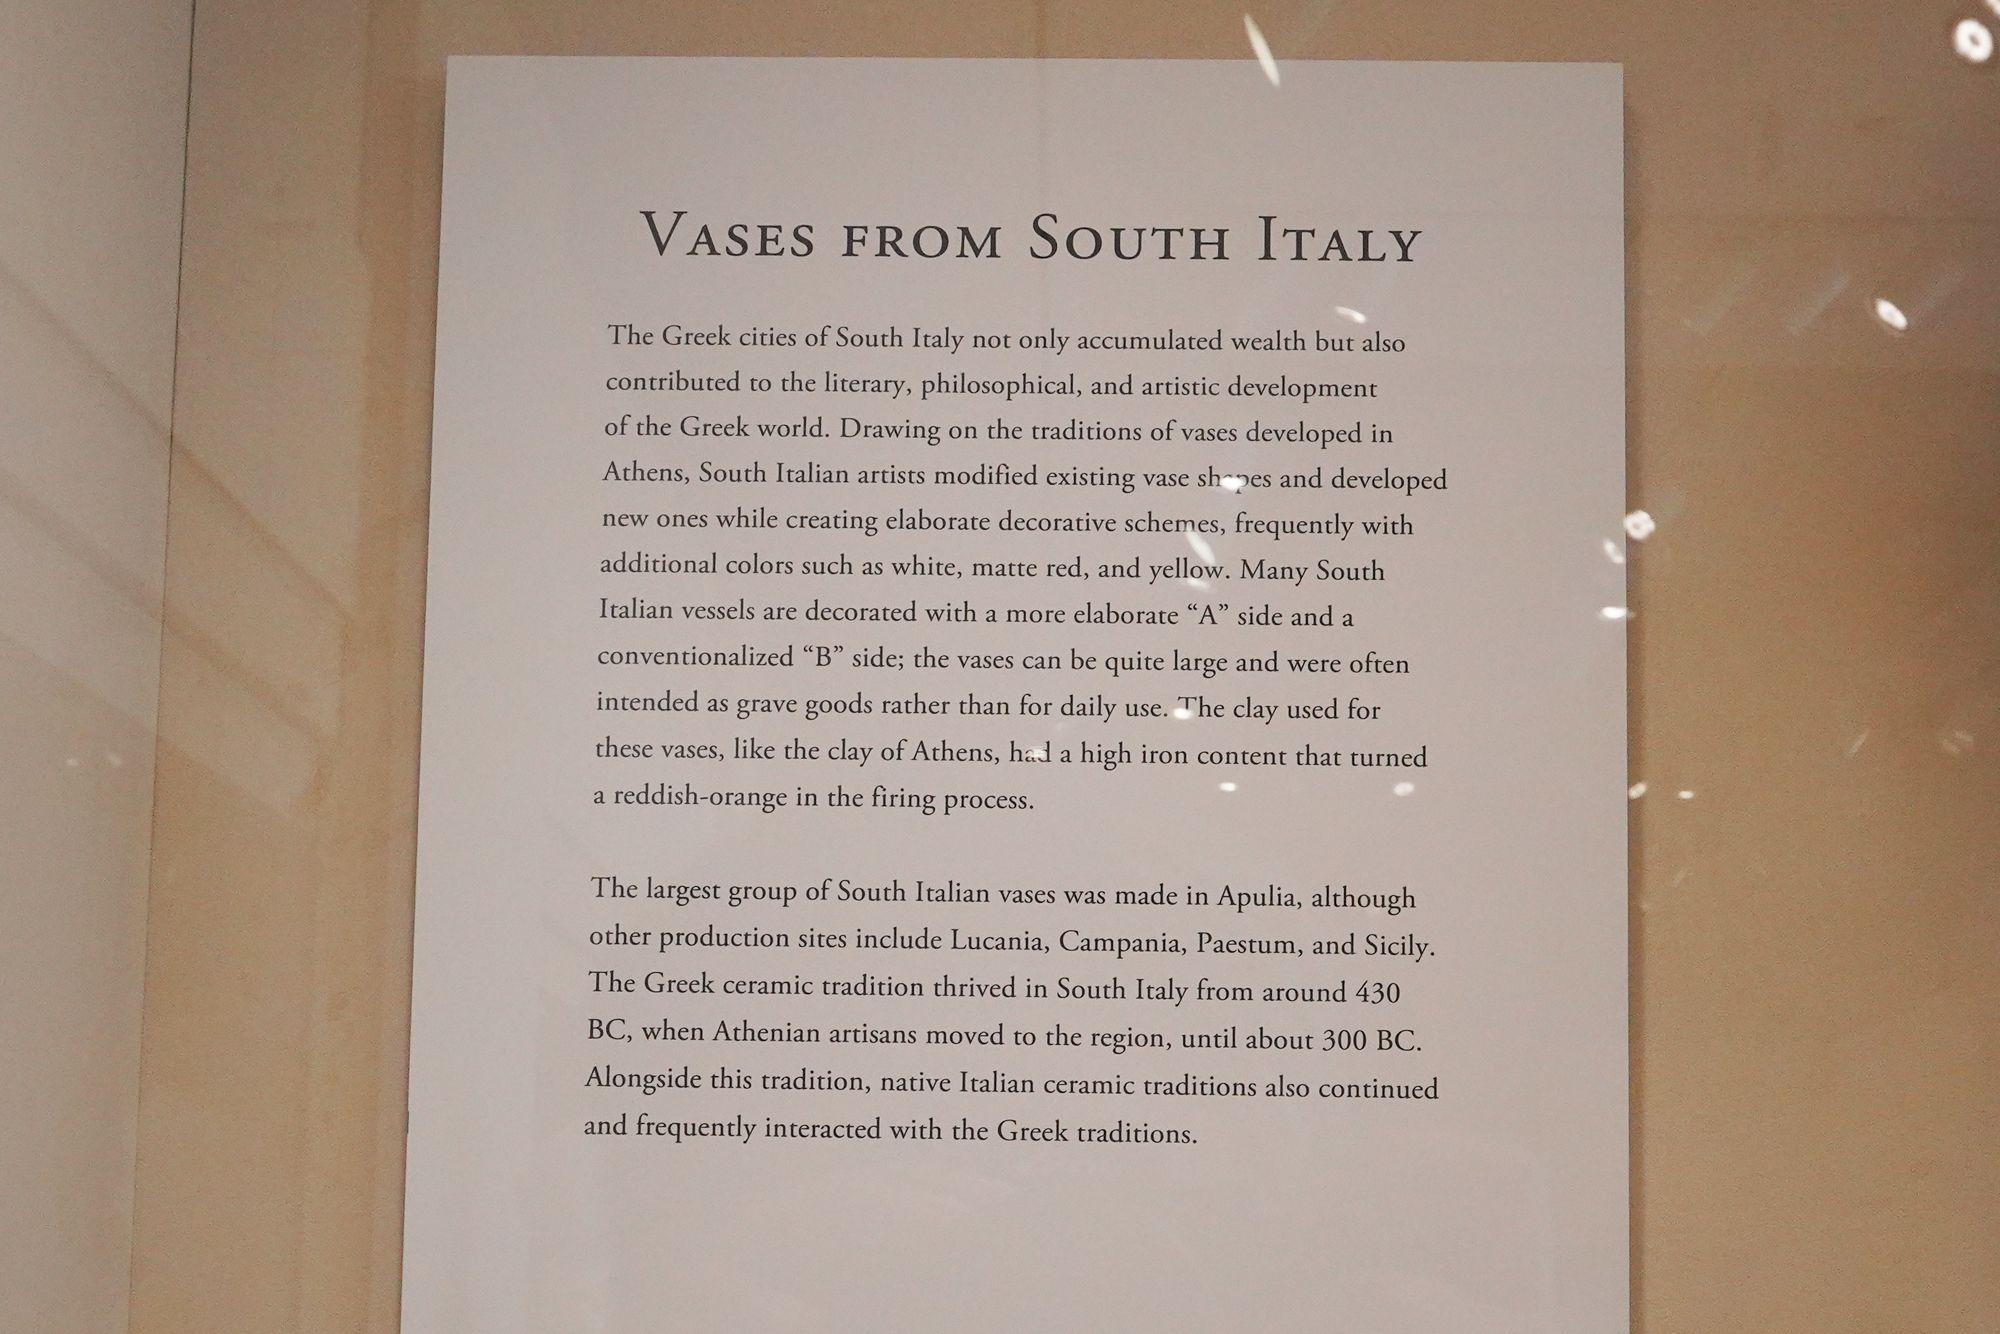 VASES FROM SOUTH ITALY
The Greek cities of South Italy not only accumulated wealth but also
contributed to the literary, philosophical, and artistic development
of the Greek world. Drawing on the traditions of vases developed in
Athens, South Italian artists modified existing vase shapes and developed
new ones while creating elaborate decorative schemes, frequently with
additional colors such as white, matte red, and yellow. Many South
Italian vessels are decorated with a more elaborate “A” side and a
conventionalized “B” side; the vases can be quite large and were often
intended as grave goods rather than for daily use. The clay used for
these vases, like the clay of Athens, had a high iron content that turned
a reddish-orange in the firing process.
The largest group of South Italian vases was made in Apulia, although
other production sites include Lucania, Campania, Paestum, and Sicily.
The Greek ceramic tradition thrived in South Italy from around 430
BC, when Athenian artisans moved to the region, until about 300 BC.
Alongside this tradition, native Italian ceramic traditions also continued
and frequently interacted with the Greek traditions.